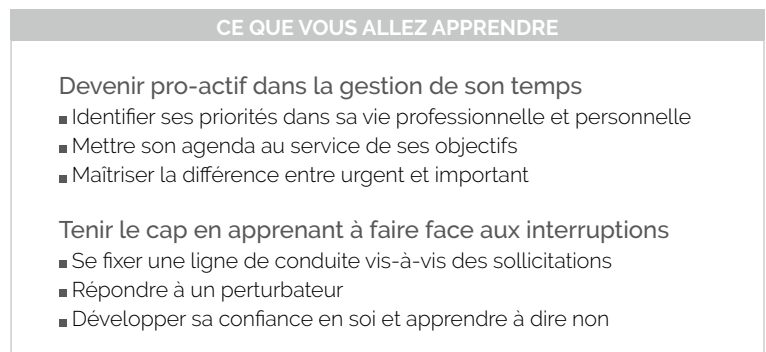 CE QUE VOUS ALLEZ APPRENDRE
Devenir pro-actif dans la gestion de son temps
■ Identifier ses priorités dans sa vie professionnelle et personnelle
■ Mettre son agenda au service de ses objectifs
■ Maîtriser la différence entre urgent et important
Tenir le cap en apprenant à faire face aux interruptions
■ Se fixer une ligne de conduite vis-à-vis des sollicitations
■ Répondre à un perturbateur
■ Développer sa confiance en soi et apprendre à dire non